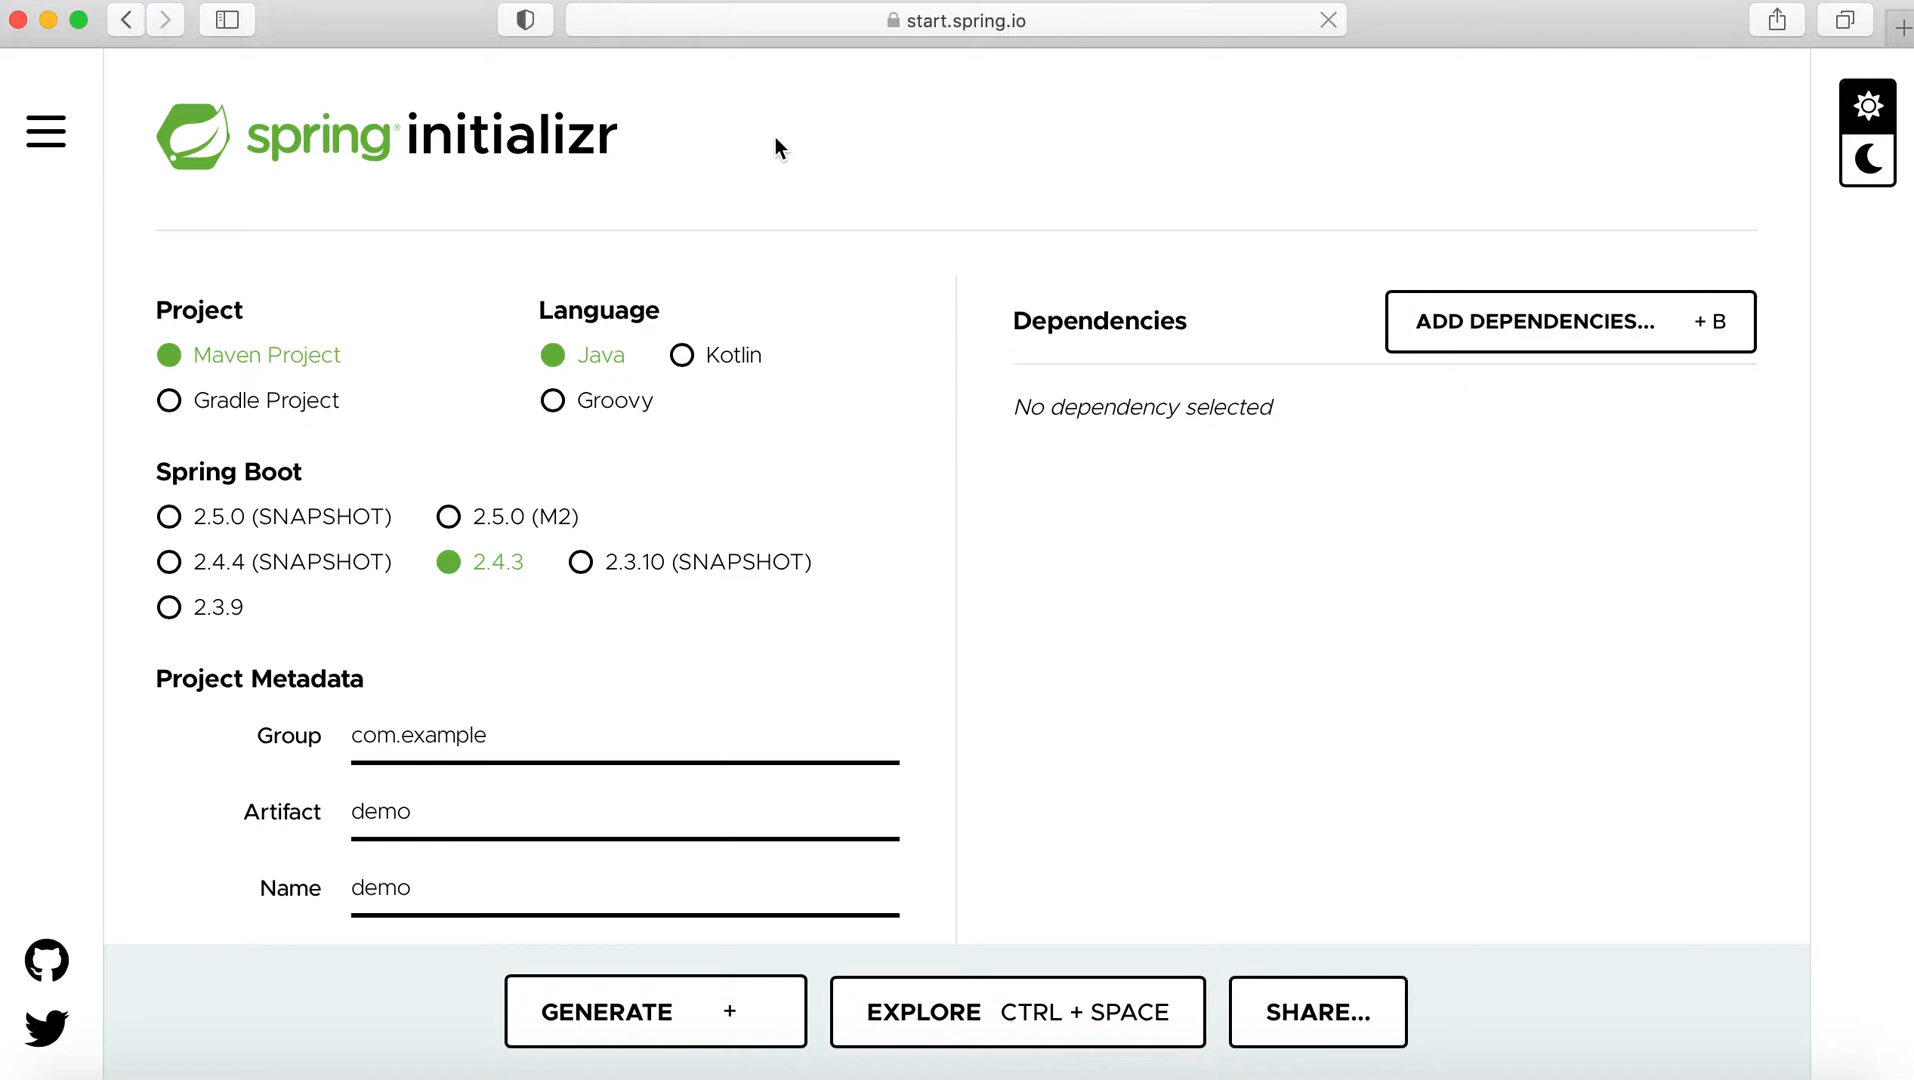 start.spring.io
spring initializr
Project
Language
Maven Project
Java
Kotlin
Gradle Project
Groovy
Dependencies
ADD DEPENDENCIES... + B
No dependency selected
Spring Boot
2.5.0 (SNAPSHOT)
2.5.0 (M2)
2.4.4 (SNAPSHOT)
2.4.3
2.3.10 (SNAPSHOT)
2.3.9
Project Metadata
Group com.example
Artifact demo
Name demo
GENERATE +
EXPLORE CTRL + SPACE
SHARE...